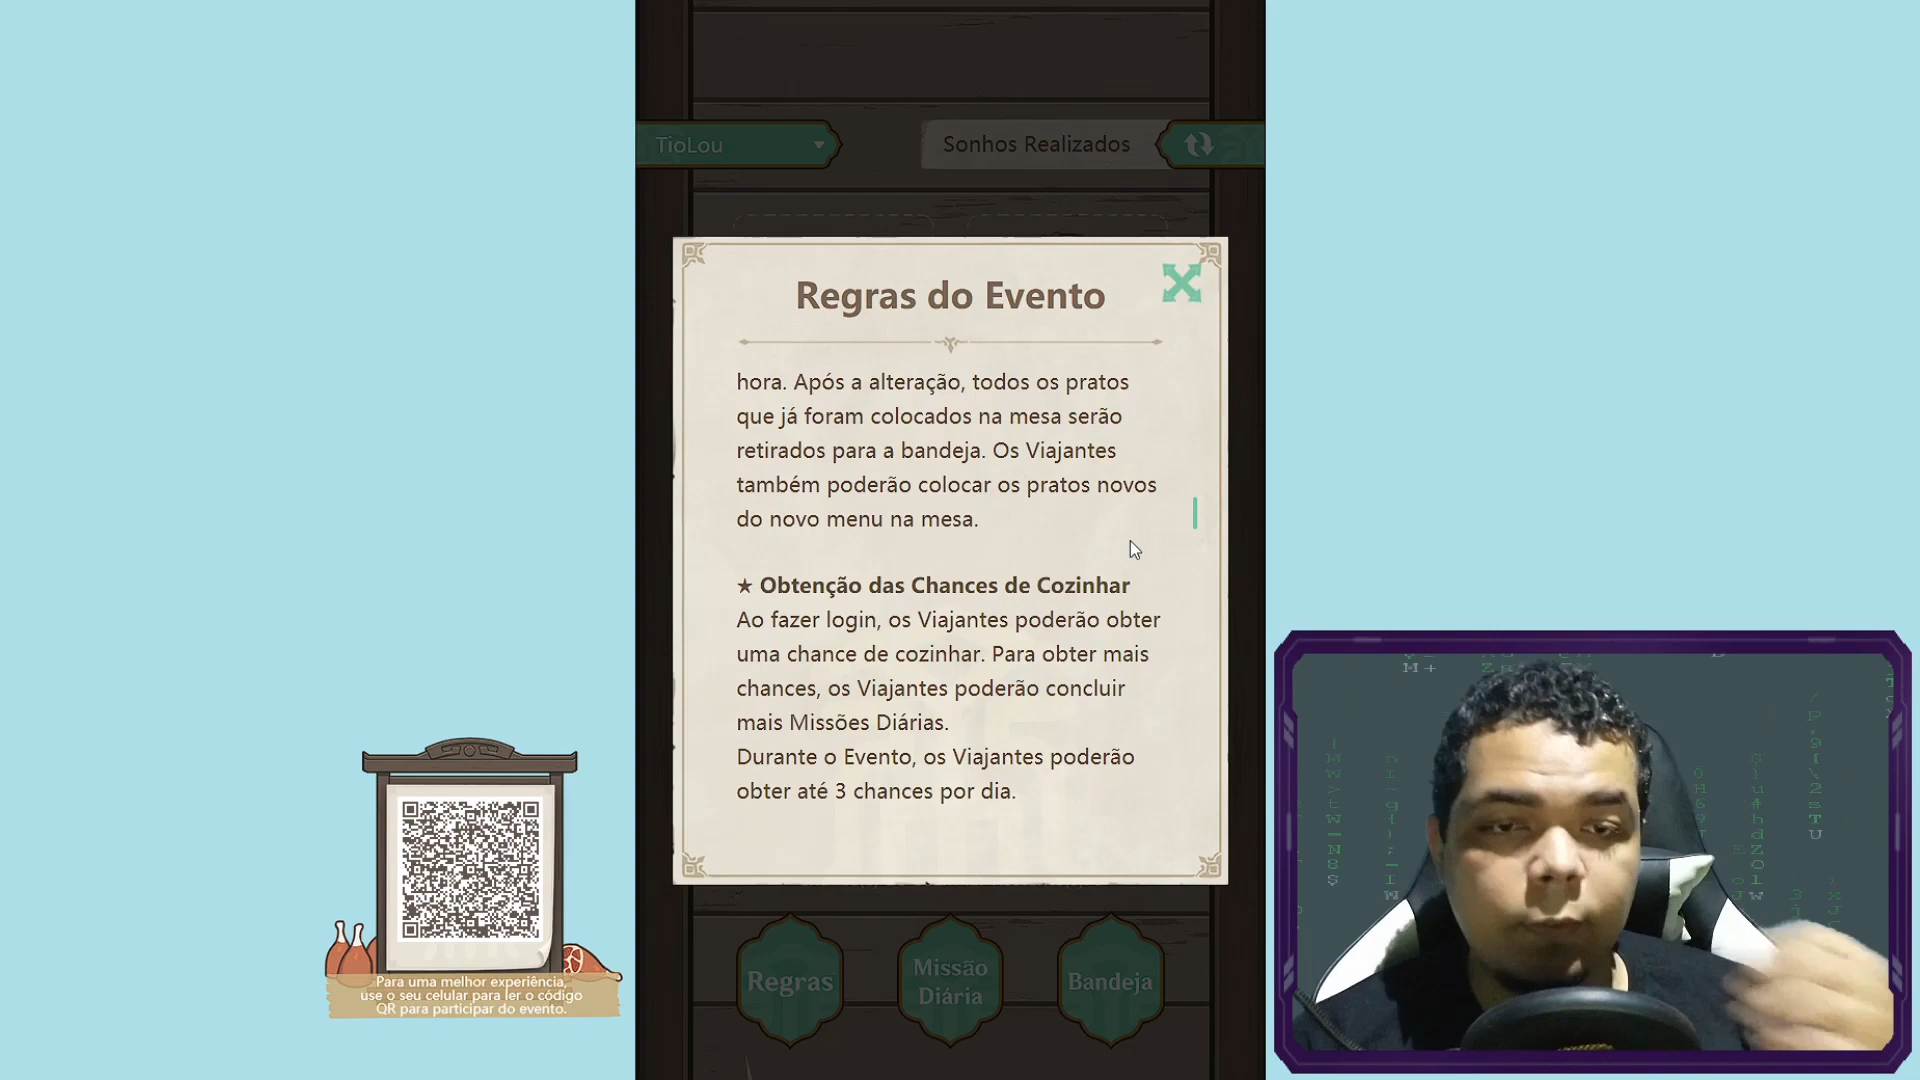 TioLou
Sonhos Realizados
Regras do Evento
hora. Após a alteração, todos os pratos
que já foram colocados na mesa serão
retirados para a bandeja. Os Viajantes
também poderão colocar os pratos novos
do novo menu na mesa.
★ Obtenção das Chances de Cozinhar
Ao fazer login, os Viajantes poderão obter
uma chance de cozinhar. Para obter mais
chances, os Viajantes poderão concluir
mais Missões Diárias.
Durante o Evento, os Viajantes poderão
obter até 3 chances por dia.
Regras
Missão
Diária
Bandeja
Para uma melhor experiência,
use o seu celular para ler o código
QR para participar do evento.